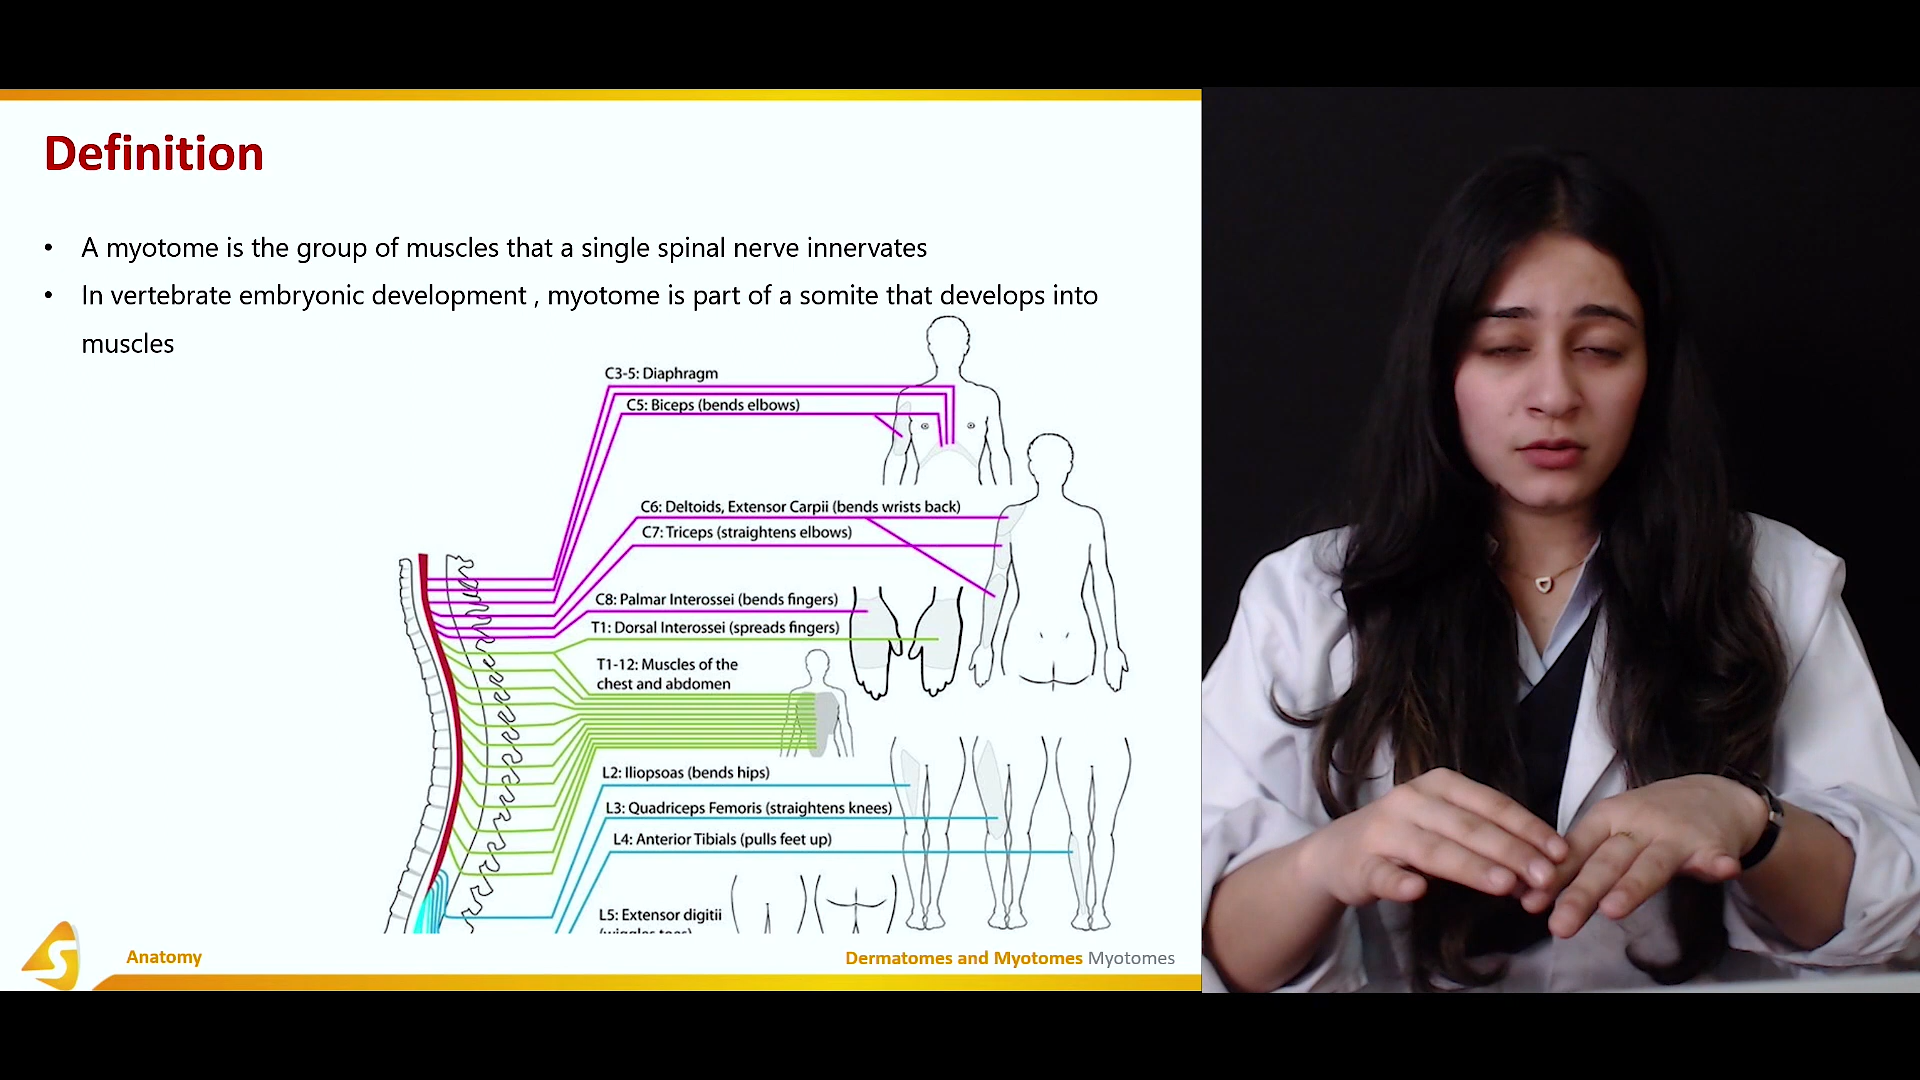 Definition
• A myotome is the group of muscles that a single spinal nerve innervates
• In vertebrate embryonic development , myotome is part of a somite that develops into
muscles
C3-5: Diaphragm
C5: Biceps (bends elbows)
C6: Deltoids, Extensor Carpii (bends wrists back)
C7: Triceps (straightens elbows)
C8: Palmar Interossei (bends fingers)
T1: Dorsal Interossei (spreads fingers)
T1-12: Muscles of the
chest and abdomen
L2: Iliopsoas (bends hips)
L3: Quadriceps Femoris (straightens knees)
L4: Anterior Tibials (pulls feet up)
L5: Extensor digitii
(wiggles toes)
S
Anatomy
Dermatomes and Myotomes Myotomes